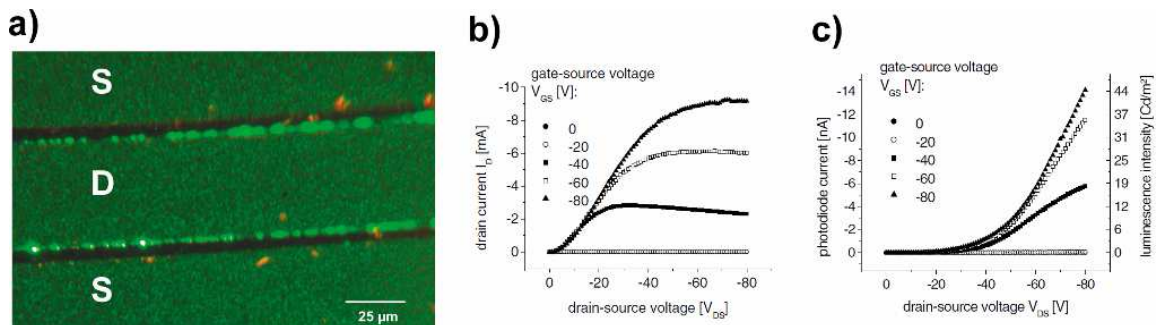 a)
S
D
S
25 µm
b)
gate-source voltage
V_GS [V]:
0
-20
-40
-60
-80
-10
-8
-6
-4
-2
0
drain current I_D [mA]
0
-20
-40
-60
-80
drain-source voltage [V_DS]
c)
gate-source voltage
V_GS [V]:
0
-20
-40
-60
-80
-14
-12
-10
-8
-6
-4
-2
0
photodiode current [nA]
44
36
31
25
19
12
6
0
luminescence intensity [Cd/m²]
0
-20
-40
-60
-80
drain-source voltage V_DS [V]